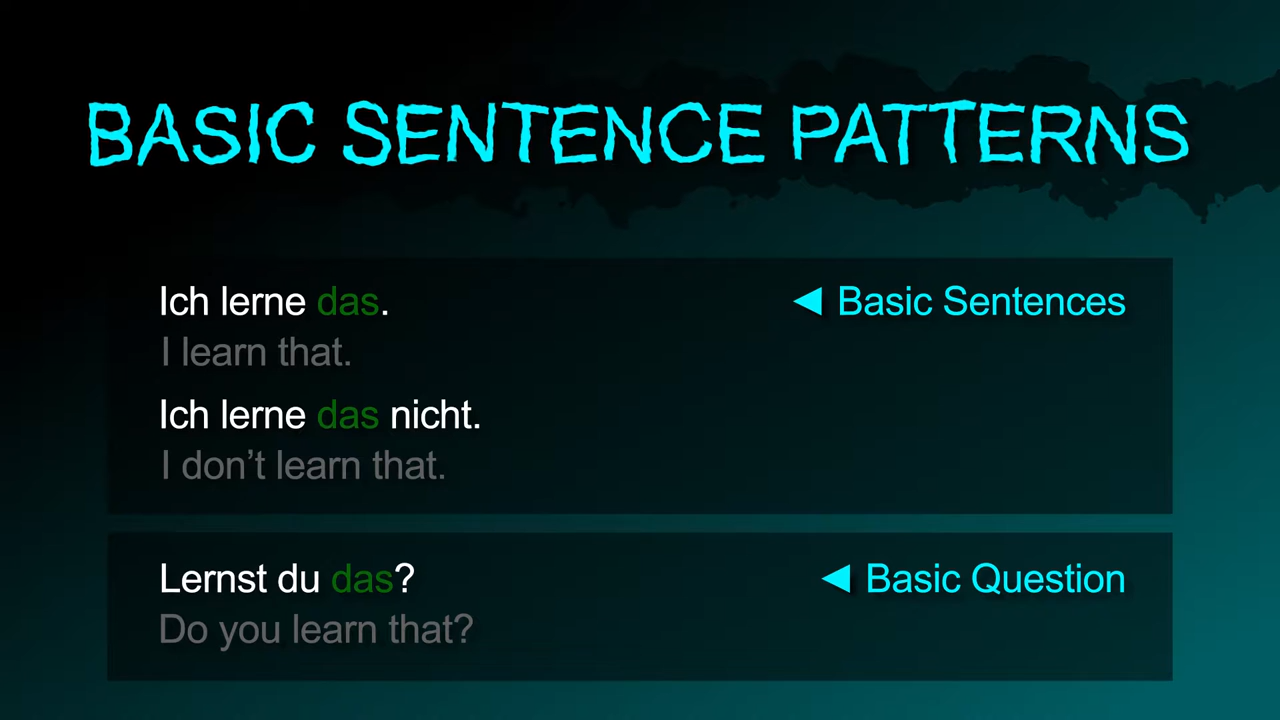 BASIC SENTENCE PATTERNS
Ich lerne das. ◄ Basic Sentences
I learn that.
Ich lerne das nicht.
I don’t learn that.
Lernst du das? ◄ Basic Question
Do you learn that?